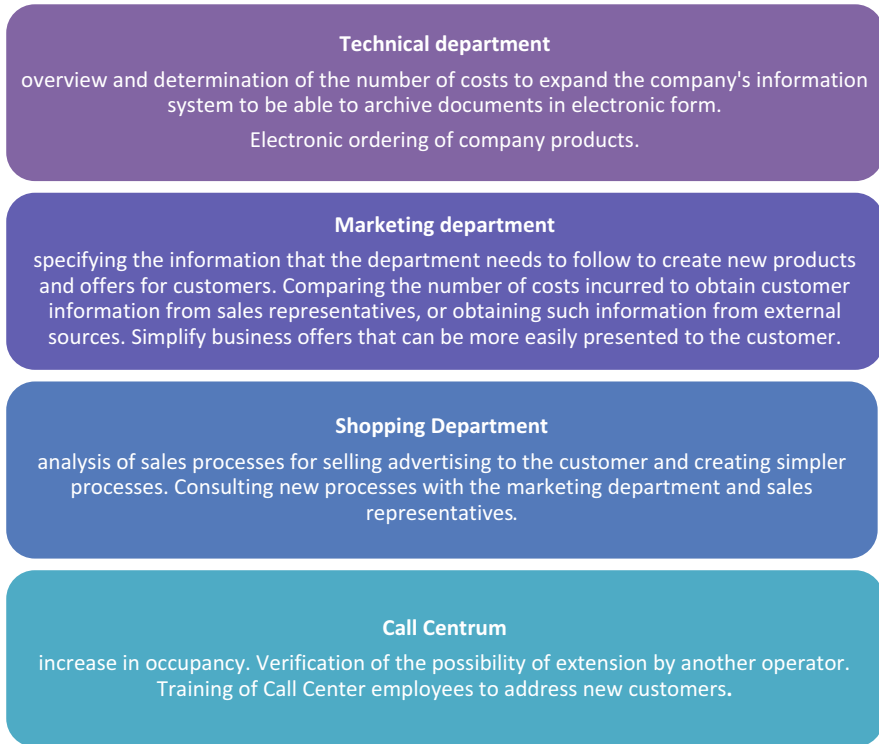 Technical department
overview and determination of the number of costs to expand the company's information
system to be able to archive documents in electronic form.
Electronic ordering of company products.
Marketing department
specifying the information that the department needs to follow to create new products
and offers for customers. Comparing the number of costs incurred to obtain customer
information from sales representatives, or obtaining such information from external
sources. Simplify business offers that can be more easily presented to the customer.
Shopping Department
analysis of sales processes for selling advertising to the customer and creating simpler
processes. Consulting new processes with the marketing department and sales
representatives.
Call Centrum
increase in occupancy. Verification of the possibility of extension by another operator.
Training of Call Center employees to address new customers.